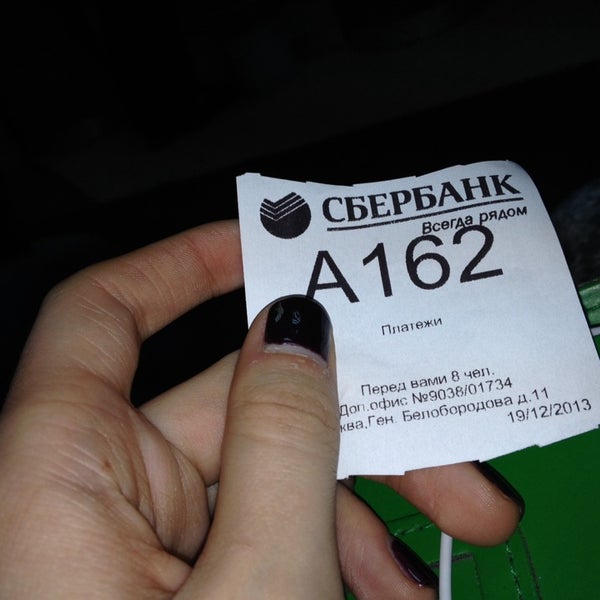 СБЕРБАНК
Всегда рядом
А162
Платежи
Перед вами 8 чел.
Доп.офис №9038/01734
ква,Ген. Белобородова д.11
19/12/2013